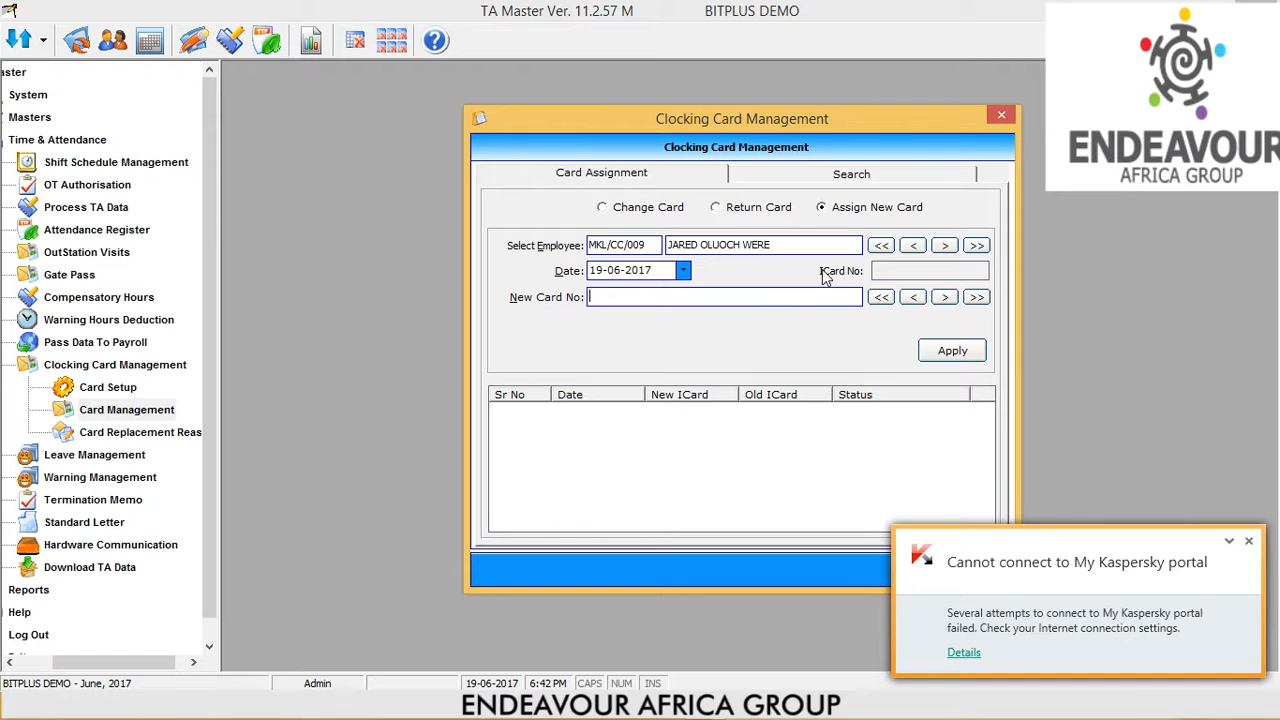 TA Master Ver. 11.2.57 M
BITPLUS DEMO
ENDEAVOUR
AFRICA GROUP
aster
System
Masters
Time & Attendance
Shift Schedule Management
OT Authorisation
Process TA Data
Attendance Register
OutStation Visits
Gate Pass
Compensatory Hours
Warning Hours Deduction
Pass Data To Payroll
Clocking Card Management
Card Setup
Card Management
Card Replacement Reas
Leave Management
Warning Management
Termination Memo
Standard Letter
Hardware Communication
Download TA Data
Reports
Help
Log Out
Clocking Card Management
Clocking Card Management
Card Assignment
Search
Change Card
Return Card
Assign New Card
Select Employee: MKL/CC/009 JARED OLUOCH WERE << < > >>
Date: 19-06-2017 ICard No:
New Card No: << < > >>
Apply
Sr No Date New ICard Old ICard Status
Cannot connect to My Kaspersky portal
Several attempts to connect to My Kaspersky portal
failed. Check your Internet connection settings.
Details
BITPLUS DEMO - June, 2017 Admin 19-06-2017 6:42 PM CAPS NUM INS
ENDEAVOUR AFRICA GROUP